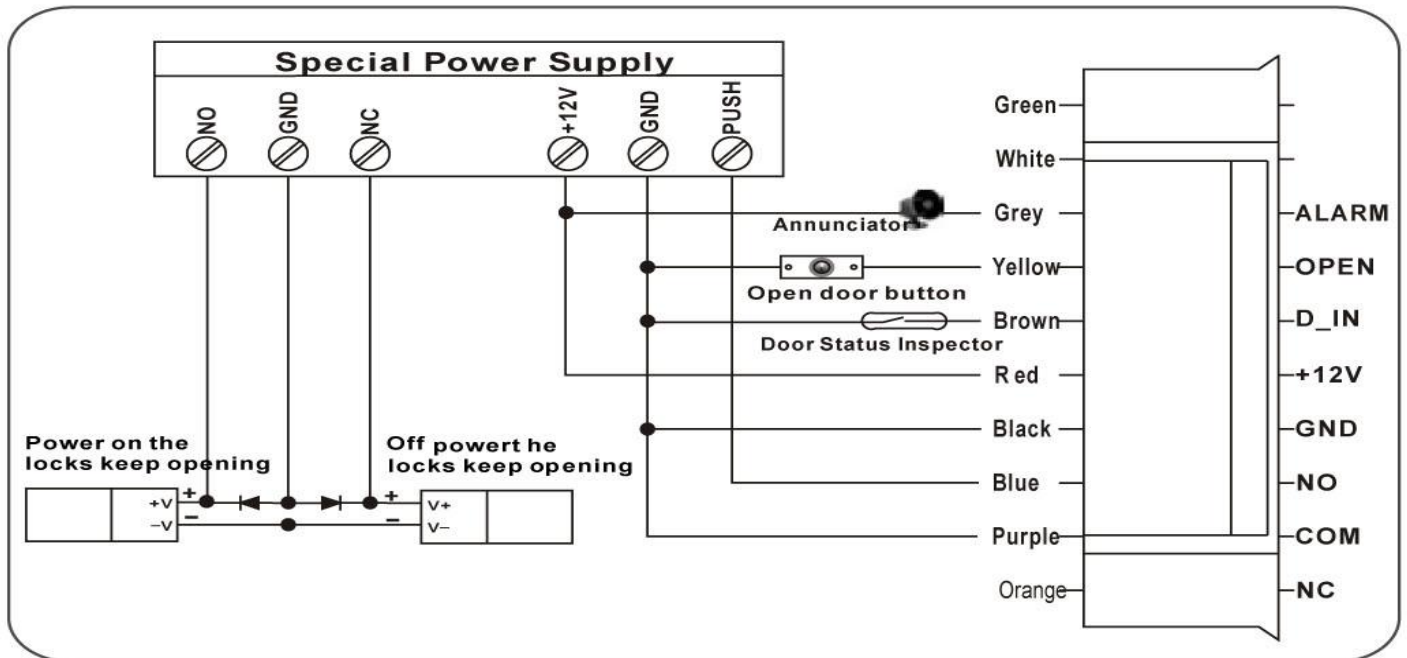 Special Power Supply
NO
GND
NC
+12V
GND
PUSH
Green
White
Grey
ALARM
Annunciator
Yellow
OPEN
Open door button
Brown
D_IN
Door Status Inspector
Red
+12V
Black
GND
Blue
NO
Purple
COM
Orange
NC
Power on the
locks keep opening
+
+V
−
−V
Off powert he
locks keep opening
+
V+
−
V−